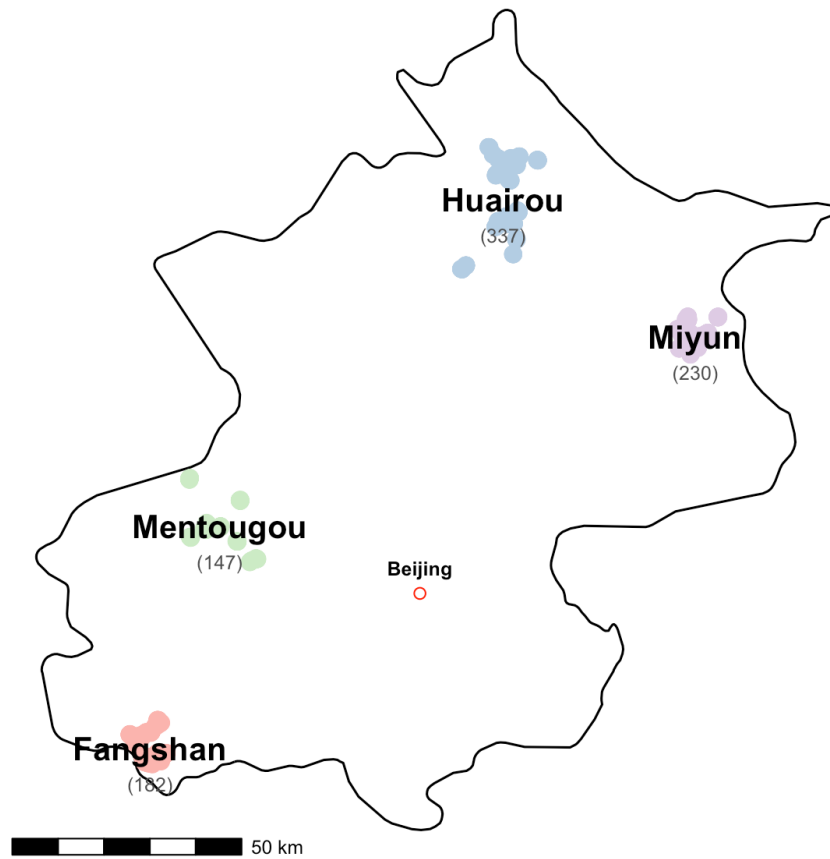 Huairou
(337)
Miyun
(230)
Mentougou
(147)
Beijing
Fangshan
(182)
50 km